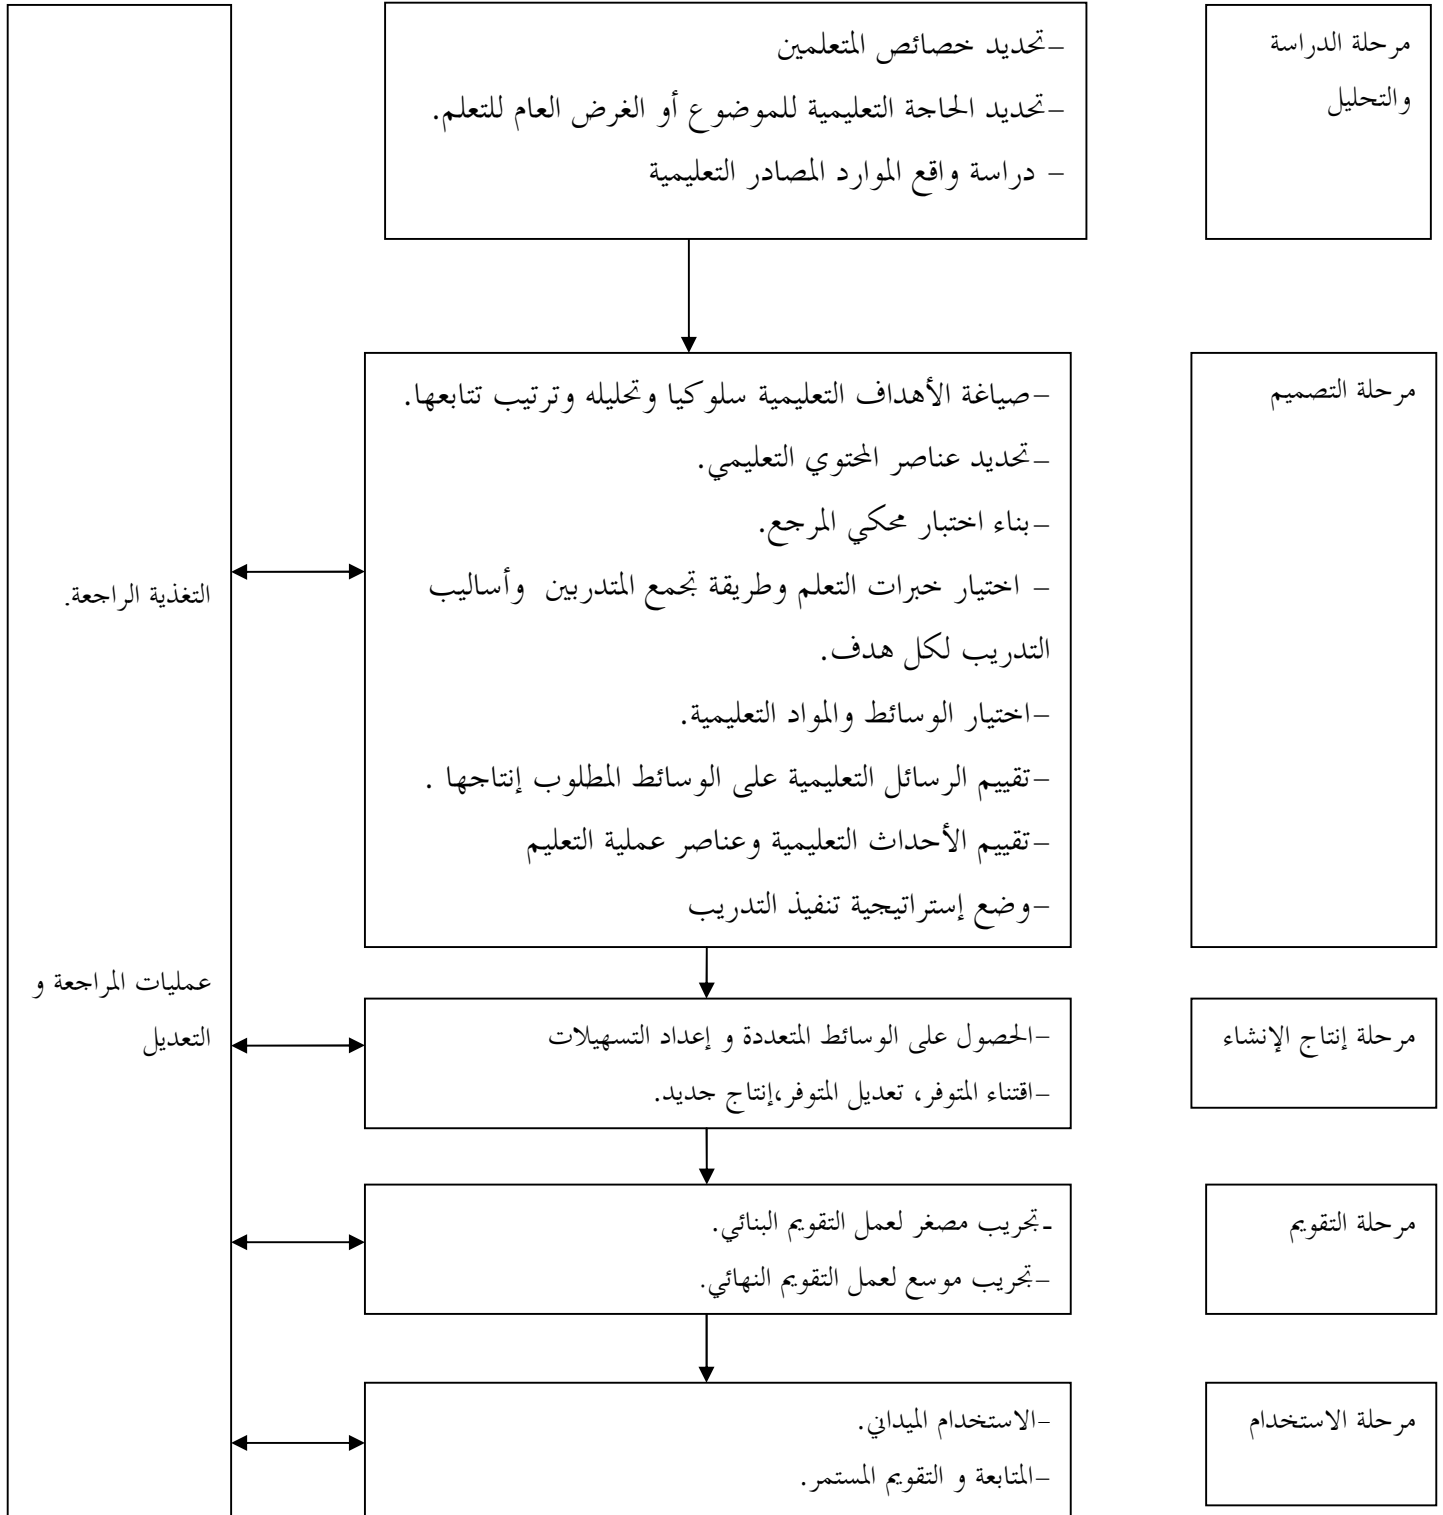 مرحلة الدراسة
والتحليل
–تحديد خصائص المتعلمين
–تحديد الحاجة التعليمية للموضوع أو الغرض العام للتعلم.
– دراسة واقع الموارد المصادر التعليمية
مرحلة التصميم
–صياغة الأهداف التعليمية سلوكيا وتحليله وترتيب تتابعها.
–تحديد عناصر المحتوي التعليمي.
–بناء اختبار محكي المرجع.
– اختيار خبرات التعلم وطريقة تجمع المتدربين وأساليب
التدريب لكل هدف.
–اختيار الوسائط والمواد التعليمية.
–تقييم الرسائل التعليمية على الوسائط المطلوب إنتاجها .
–تقييم الأحداث التعليمية وعناصر عملية التعليم
–وضع إستراتيجية تنفيذ التدريب
مرحلة إنتاج الإنشاء
–الحصول على الوسائط المتعددة و إعداد التسهيلات
–اقتناء المتوفر، تعديل المتوفر،إنتاج جديد.
مرحلة التقويم
-تجريب مصغر لعمل التقويم البنائي.
–تجريب موسع لعمل التقويم النهائي.
مرحلة الاستخدام
–الاستخدام الميداني.
–المتابعة و التقويم المستمر.
التغذية الراجعة.
عمليات المراجعة و
التعديل